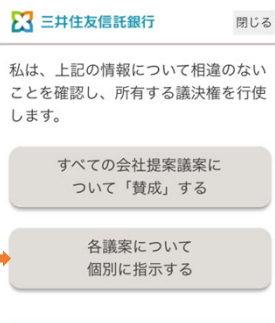 三井住友信託銀行
閉じる
私は、上記の情報について相違のない
ことを確認し、所有する議決権を行使
します。
すべての会社提案議案に
ついて「賛成」する
各議案について
個別に指示する